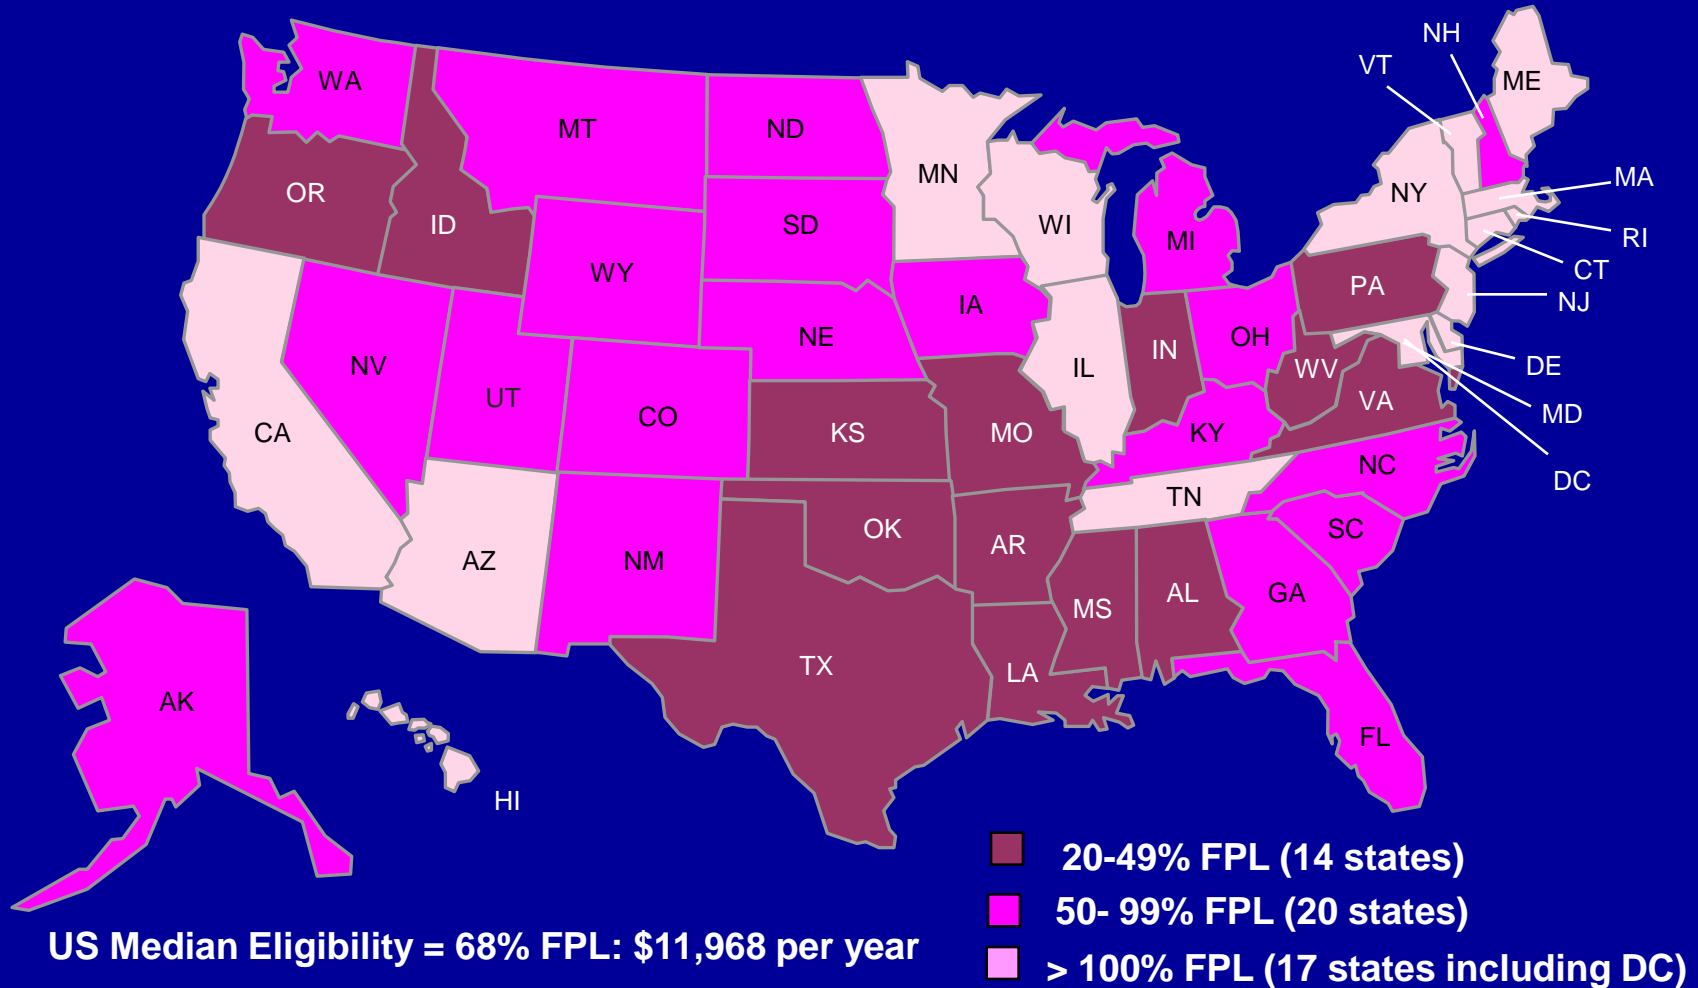 NH
VT
ME
WA
MT
ND
MN
OR
ID
SD
WI
NY
MA
MI
RI
WY
CT
PA
NJ
IA
NE
OH
IN
NV
IL
WV
DE
UT
VA
MD
CO
CA
KS
MO
KY
NC
DC
TN
OK
SC
AR
AZ
NM
MS
AL
GA
TX
LA
AK
FL
HI
20-49% FPL (14 states)
50- 99% FPL (20 states)
US Median Eligibility = 68% FPL: $11,968 per year
> 100% FPL (17 states including DC)